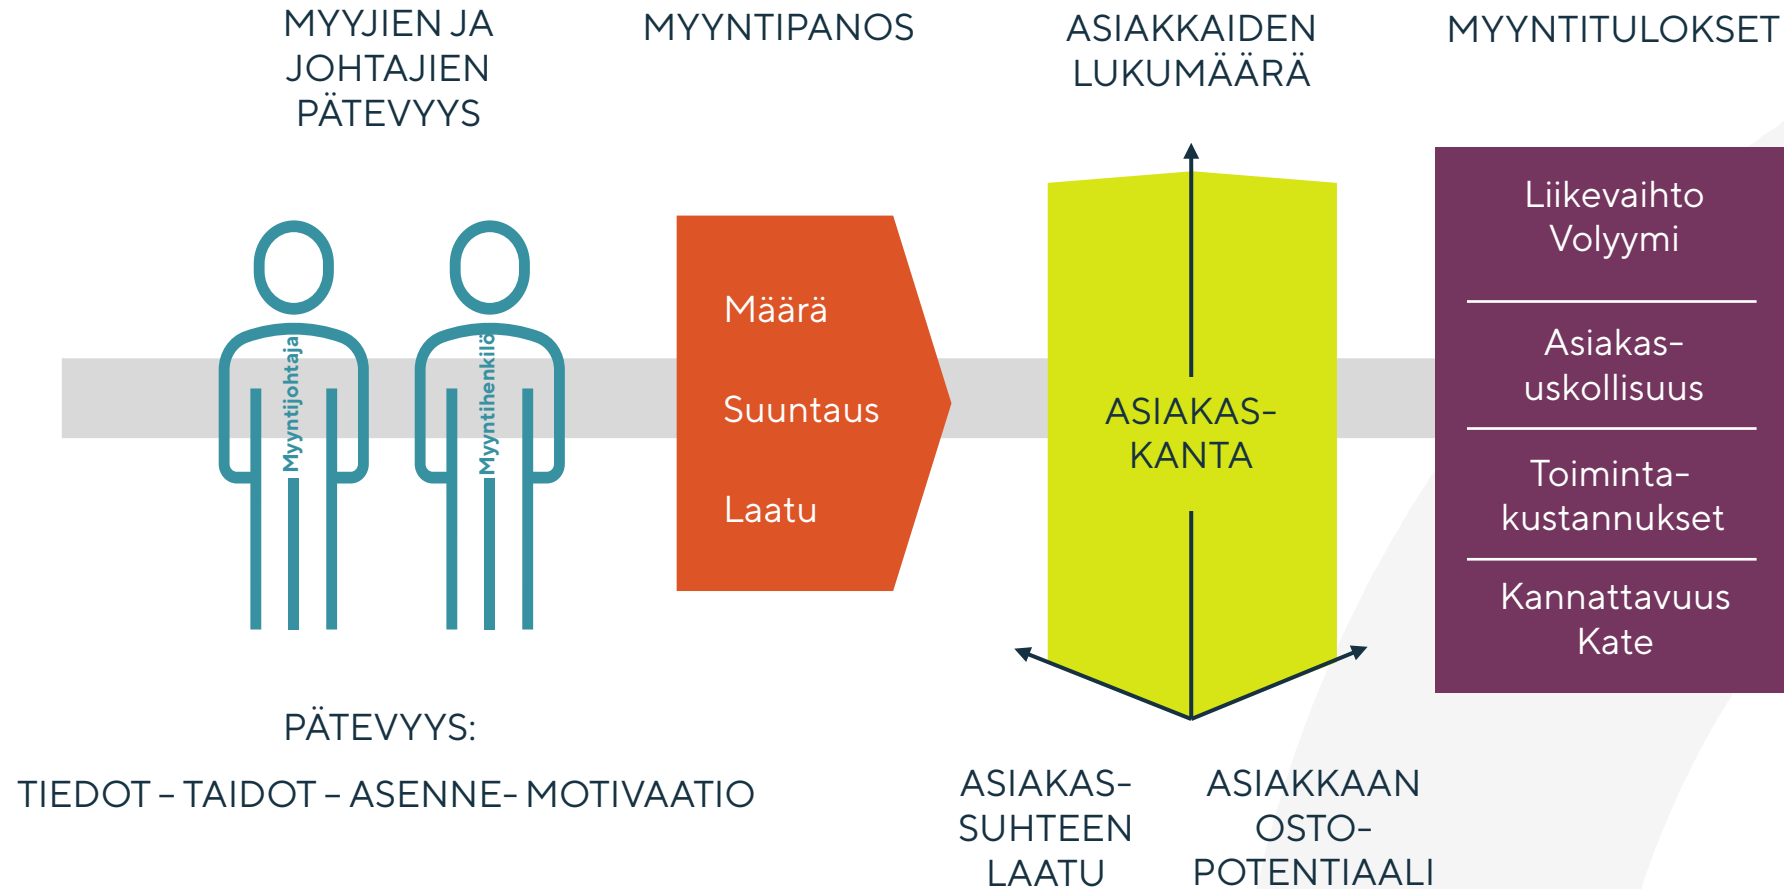 MYYJIEN JA
JOHTAJIEN
PÄTEVYYS
MYYNTIPANOS
ASIAKKAIDEN
LUKUMÄÄRÄ
MYYNTITULOKSET
Myyntijohtaja
Myyntihenkilö
Määrä
Suuntaus
Laatu
ASIAKAS-
KANTA
Liikevaihto
Volyymi
Asiakas-
uskollisuus
Toiminta-
kustannukset
Kannattavuus
Kate
PÄTEVYYS:
TIEDOT – TAIDOT – ASENNE- MOTIVAATIO
ASIAKAS-
SUHTEEN
LAATU
ASIAKKAAN
OSTO-
POTENTIAALI